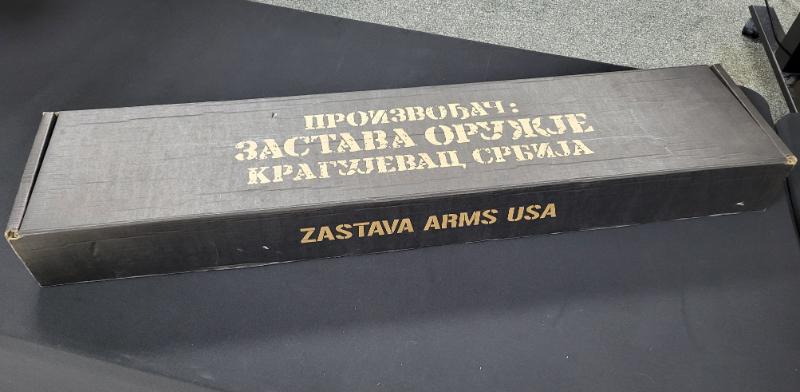 ПРОИЗВОЂАЧ:
ЗАСТАВА ОРУЖЈЕ
КРАГУЈЕВАЦ СРБИЈА
ZASTAVA ARMS USA